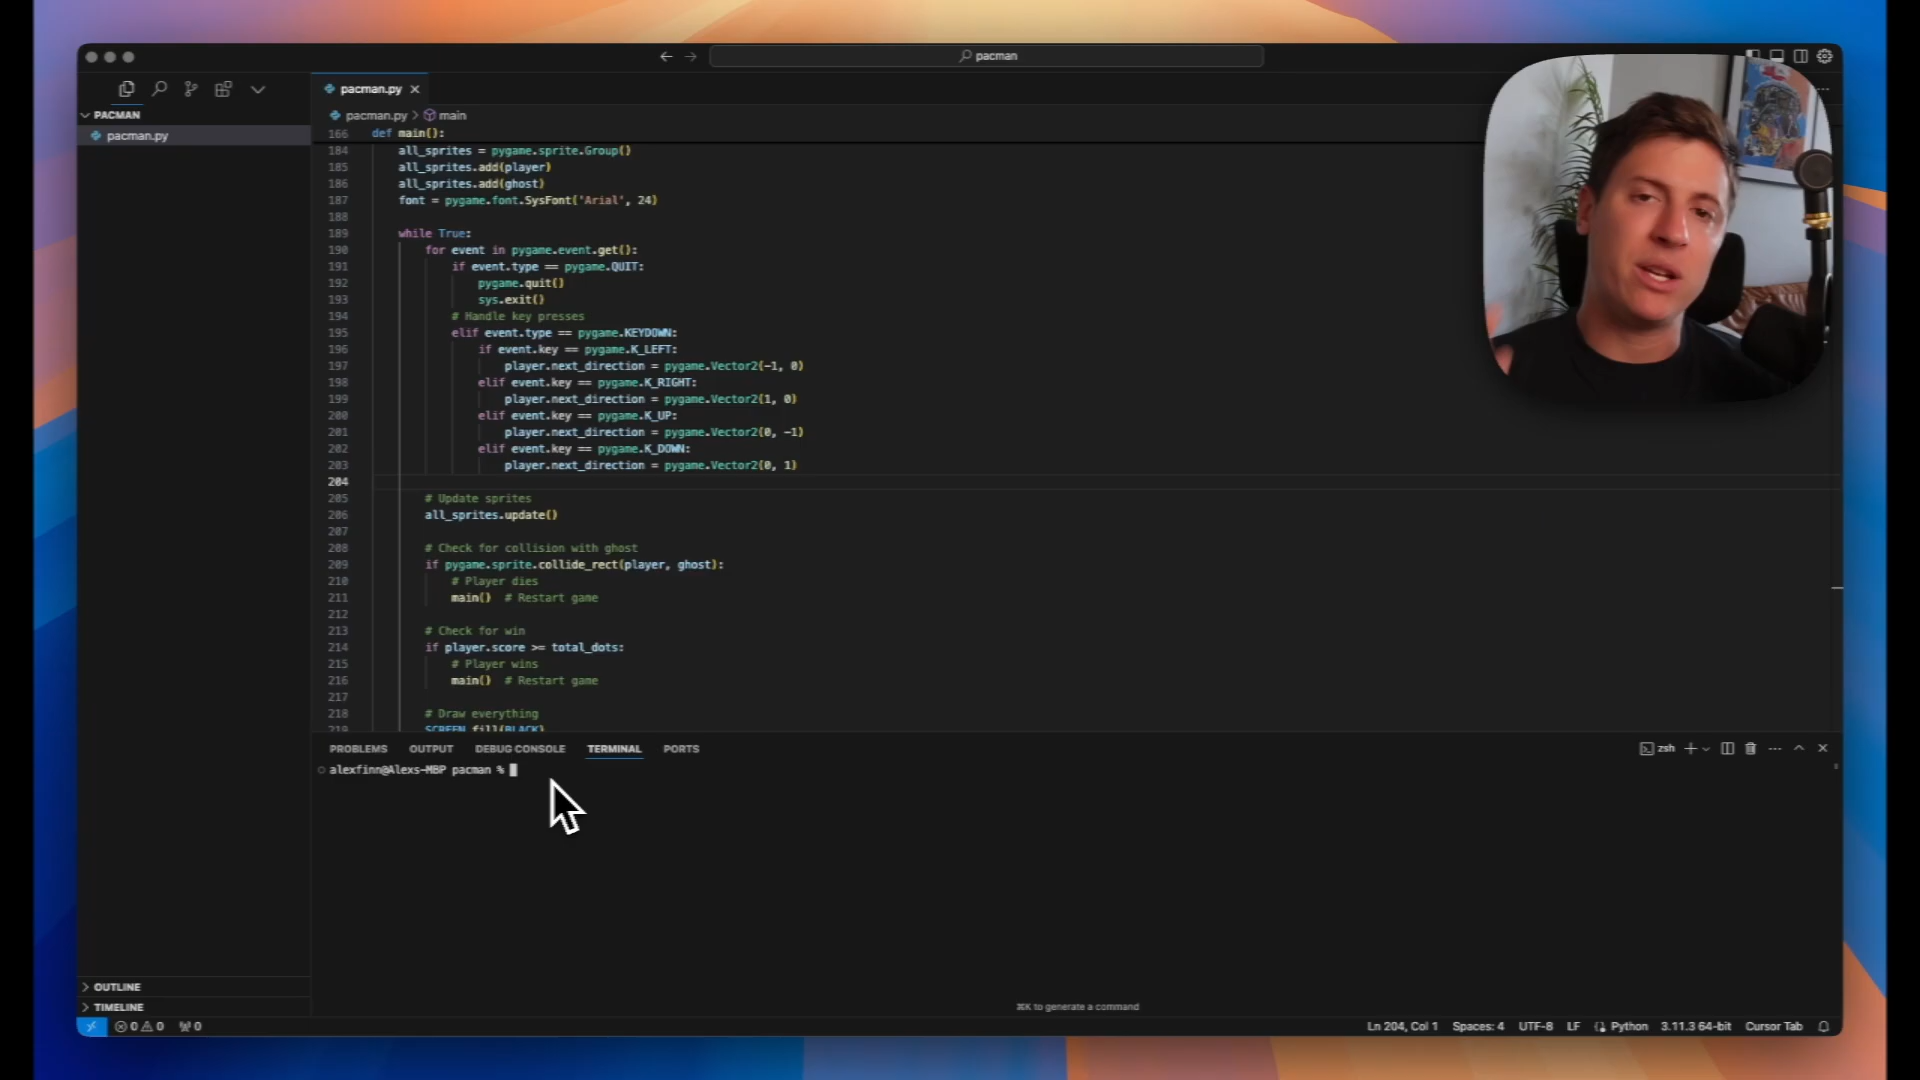 pacman
pacman.py
PACMAN
pacman.py
pacman.py > main
166 def main():
184 all_sprites = pygame.sprite.Group()
185 all_sprites.add(player)
186 all_sprites.add(ghost)
187 font = pygame.font.SysFont('Arial', 24)
188
189 while True:
190 for event in pygame.event.get():
191 if event.type == pygame.QUIT:
192 pygame.quit()
193 sys.exit()
194 # Handle key presses
195 elif event.type == pygame.KEYDOWN:
196 if event.key == pygame.K_LEFT:
197 player.next_direction = pygame.Vector2(-1, 0)
198 elif event.key == pygame.K_RIGHT:
199 player.next_direction = pygame.Vector2(1, 0)
200 elif event.key == pygame.K_UP:
201 player.next_direction = pygame.Vector2(0, -1)
202 elif event.key == pygame.K_DOWN:
203 player.next_direction = pygame.Vector2(0, 1)
204
205 # Update sprites
206 all_sprites.update()
207
208 # Check for collision with ghost
209 if pygame.sprite.collide_rect(player, ghost):
210 # Player dies
211 main() # Restart game
212
213 # Check for win
214 if player.score >= total_dots:
215 # Player wins
216 main() # Restart game
217
218 # Draw everything
219 SCREEN.fill(BLACK)
PROBLEMS OUTPUT DEBUG CONSOLE TERMINAL PORTS
zsh
alexfinn@Alexs-MBP pacman %
OUTLINE
TIMELINE
⌘K to generate a command
0 0 0
Ln 204, Col 1 Spaces: 4 UTF-8 LF Python 3.11.3 64-bit Cursor Tab